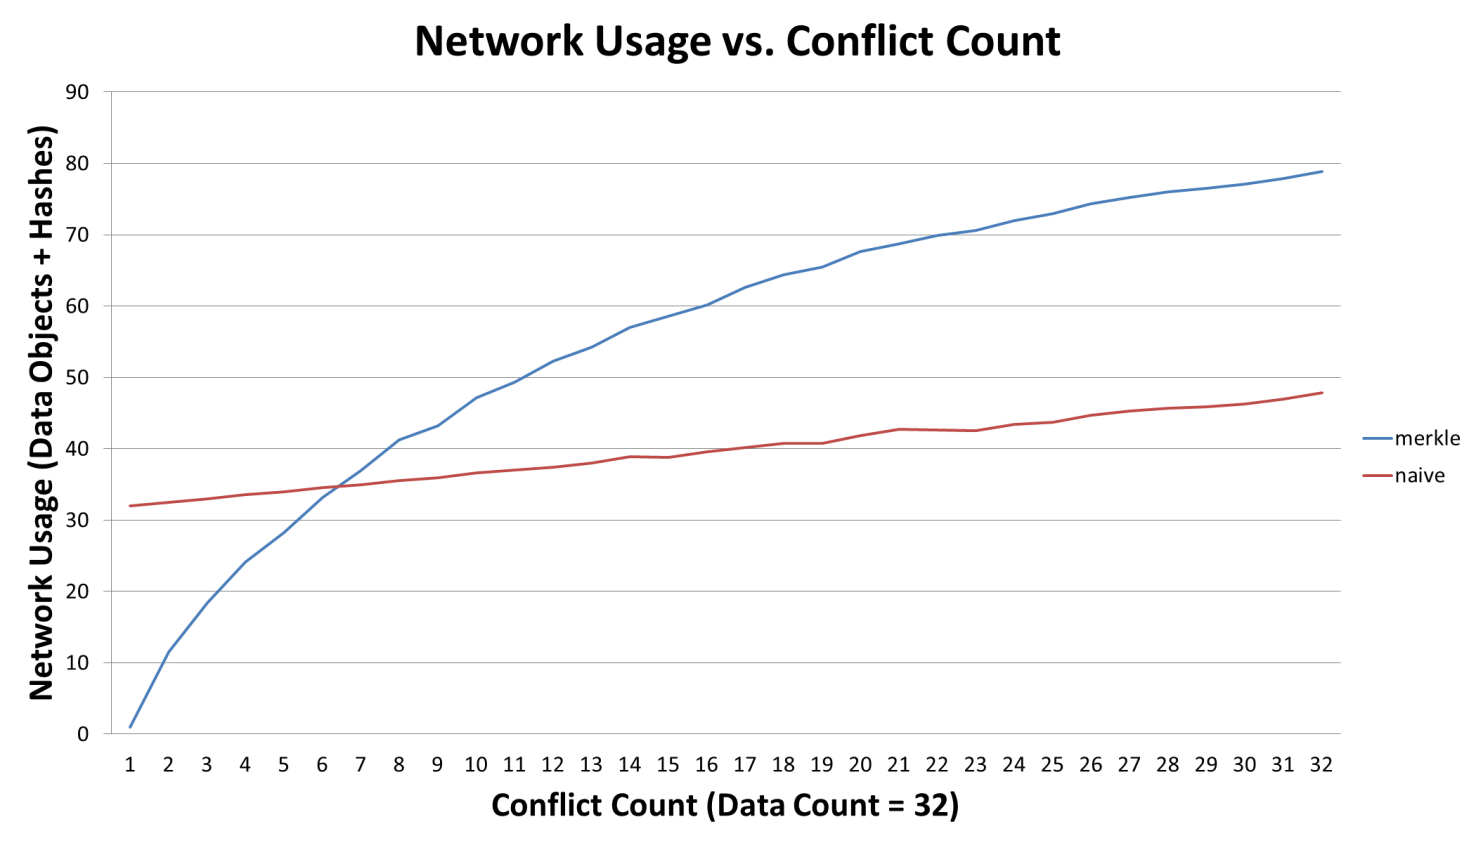 Network Usage vs. Conflict Count
Network Usage (Data Objects + Hashes)
90
80
70
60
50
40
30
20
10
0
1 2 3 4 5 6 7 8 9 10 11 12 13 14 15 16 17 18 19 20 21 22 23 24 25 26 27 28 29 30 31 32
Conflict Count (Data Count = 32)
merkle
naive